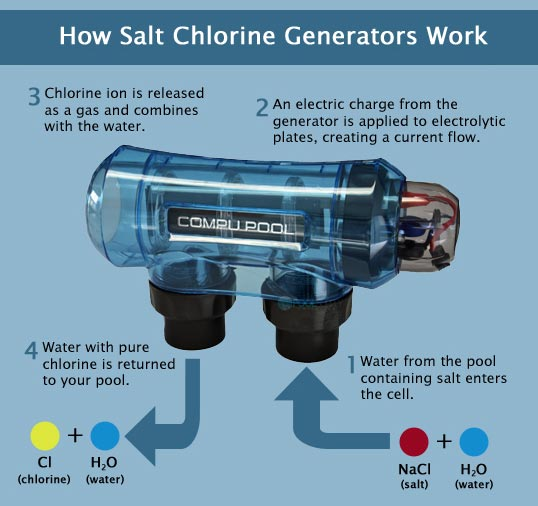 How Salt Chlorine Generators Work
3 Chlorine ion is released
as a gas and combines
with the water.
2 An electric charge from the
generator is applied to electrolytic
plates, creating a current flow.
COMPU POOL
4 Water with pure
chlorine is returned
to your pool.
1 Water from the pool
containing salt enters
the cell.
+
Cl H₂O
(chlorine) (water)
+
NaCl H₂O
(salt) (water)